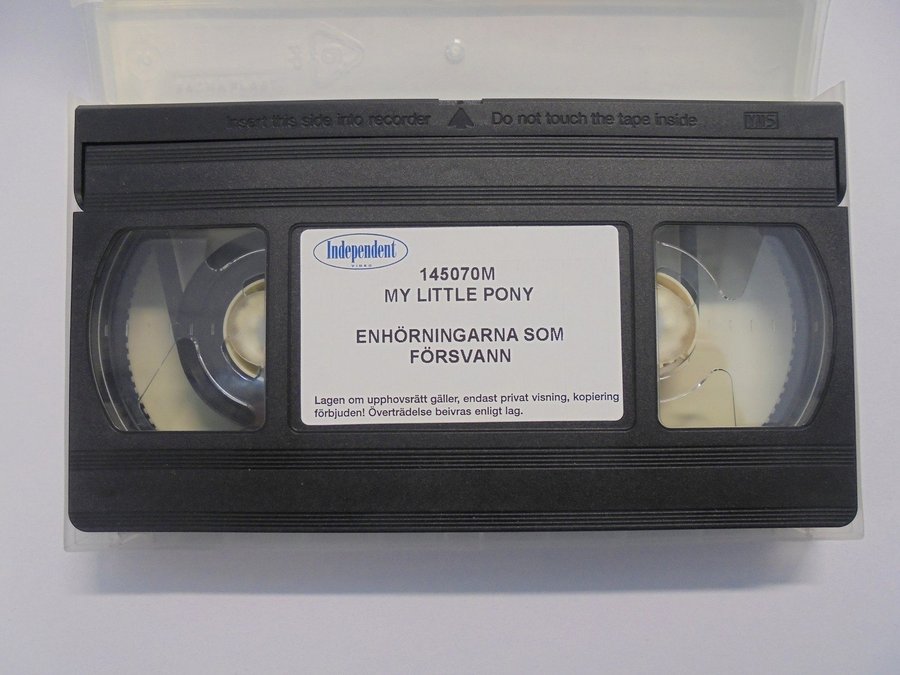 Insert this side into recorder Do not touch the tape inside VHS
Independent
VIDEO
145070M
MY LITTLE PONY
ENHÖRNINGARNA SOM
FÖRSVANN
Lagen om upphovsrätt gäller, endast privat visning, kopiering
förbjuden! Överträdelse beivras enligt lag.